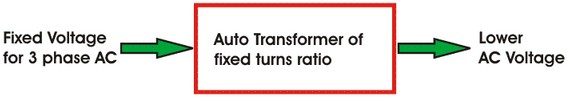 Fixed Voltage
for 3 phase AC
Auto Transformer of
fixed turns ratio
Lower
AC Voltage